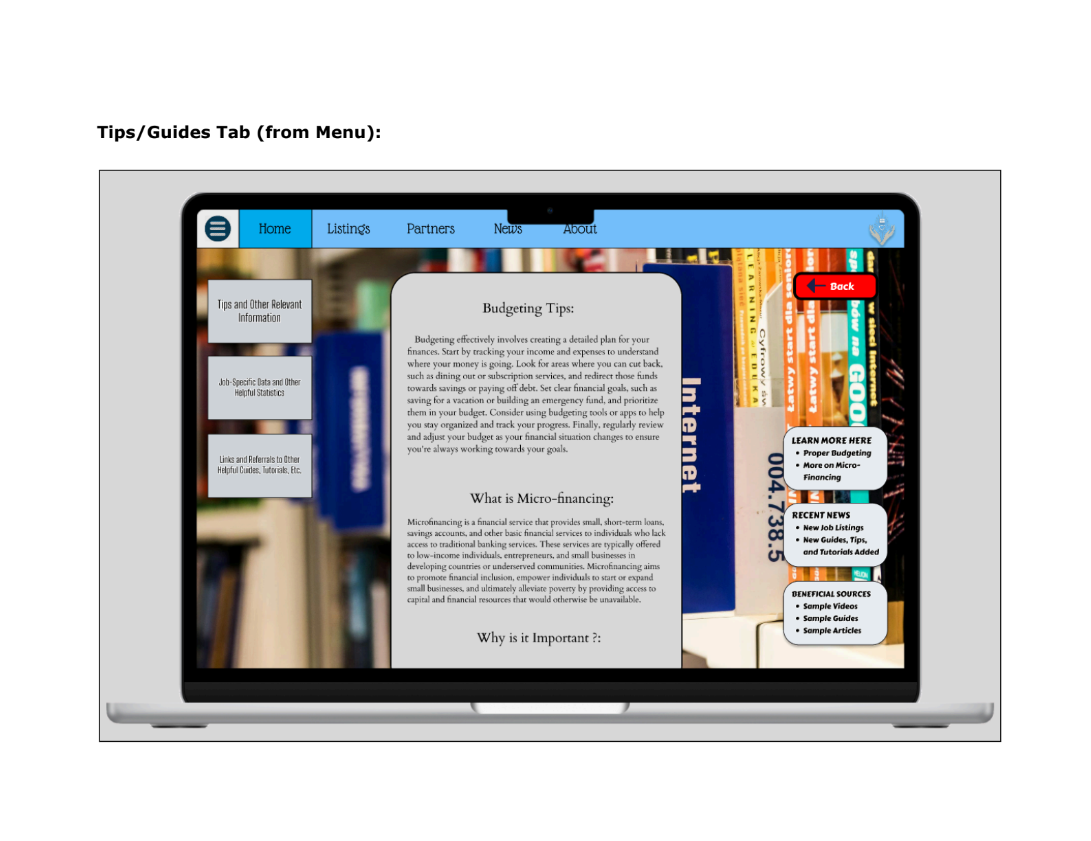 Tips/Guides Tab (from Menu):
Home
Listings
Partners
News
About
Tips and Other Relevant
Information
Job-Specific Data and Other
Helpful Statistics
Links and Referrals to Other
Helpful Guides, Tutorials, Etc.
Budgeting Tips:
Budgeting effectively involves creating a detailed plan for your
finances. Start by tracking your income and expenses to understand
where your money is going. Look for areas where you can cut back,
such as dining our or subscription services, and redirect those funds
towards savings or paying off debt. Set clear financial goals, such as
saving for a vacation or building an emergency fund, and prioritize
them in your budget. Consider using budgeting tools or apps to help
you stay organized and track your progress. Finally, regularly review
and adjust your budget as your financial situation changes to ensure
you're always working towards your goals.
What is Micro-financing:
Microfinancing is a financial service that provides small, short-term loans,
savings accounts, and other basic financial services to individuals who lack
access to traditional banking services. These services are typically offered
to low-income individuals, entrepreneurs, and small businesses in
developing countries or underserved communities. Microfinancing aims
to promote financial inclusion, empower individuals to start or expand
small businesses, and ultimately alleviate poverty by providing access to
capital and financial resources that would otherwise be unavailable.
Why is it Important ?:
Internet
004.738.5
LEARNING
Cyfrowy
Łatwy start dla
Łatwy start dla senior
w sieci Internet
Back
LEARN MORE HERE
• Proper Budgeting
• More on Micro-
Financing
RECENT NEWS
• New Job Listings
• New Guides, Tips,
and Tutorials Added
BENEFICIAL SOURCES
• Sample Videos
• Sample Guides
• Sample Articles